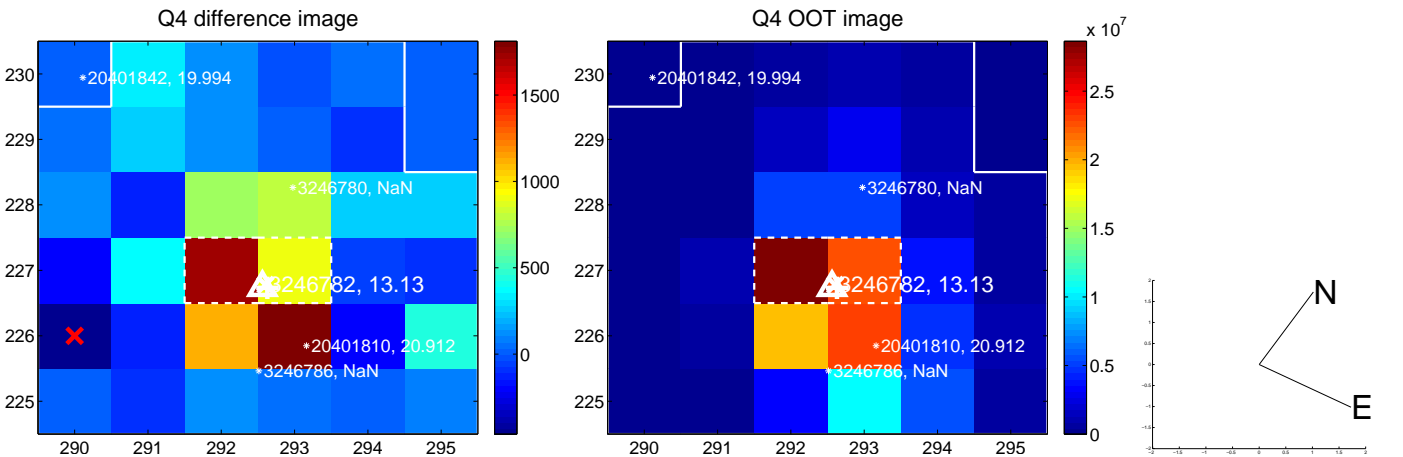 Q4 difference image
Q4 OOT image
x 10^7
230
229
228
227
226
225
290 291 292 293 294 295
20401842, 19.994
3246780, NaN
3246782, 13.13
20401810, 20.912
3246786, NaN
1500
1000
500
0
230
229
228
227
226
225
290 291 292 293 294 295
20401842, 19.994
3246780, NaN
3246782, 13.13
20401810, 20.912
3246786, NaN
2.5
2
1.5
1
0.5
0
N
E